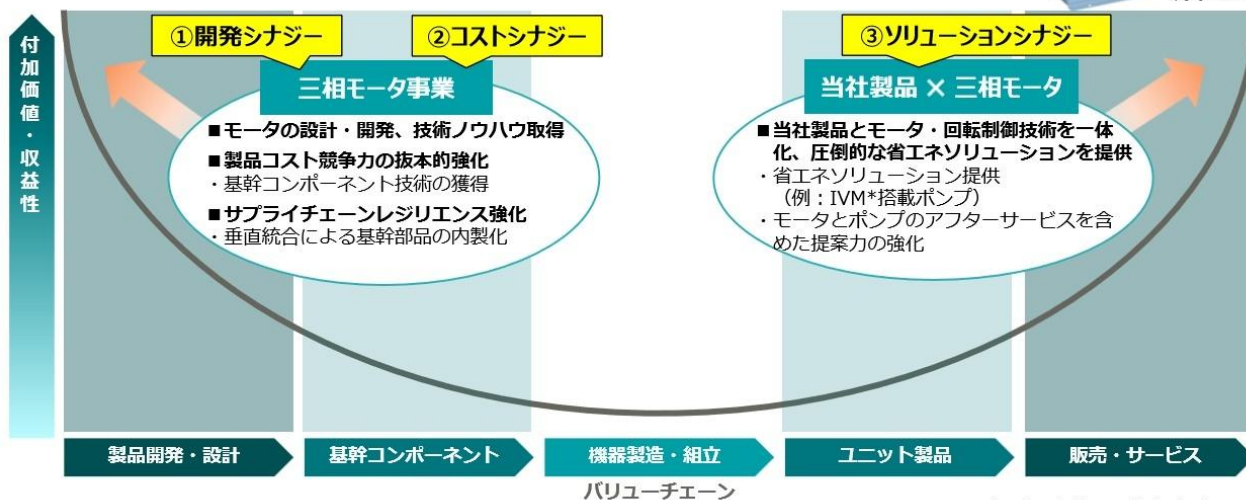 付加価値・収益性
①開発シナジー
②コストシナジー
三相モータ事業
■モータの設計・開発、技術ノウハウ取得
■製品コスト競争力の抜本的強化
・基幹コンポーネント技術の獲得
■サプライチェーンレジリエンス強化
・垂直統合による基幹部品の内製化
③ソリューションシナジー
当社製品 × 三相モータ
■当社製品とモータ・回転制御技術を一体
化、圧倒的な省エネソリューションを提供
・省エネソリューション提供
（例：IVM*搭載ポンプ）
・モータとポンプのアフターサービスを含
めた提案力の強化
製品開発・設計
基幹コンポーネント
機器製造・組立
ユニット製品
販売・サービス
バリューチェーン